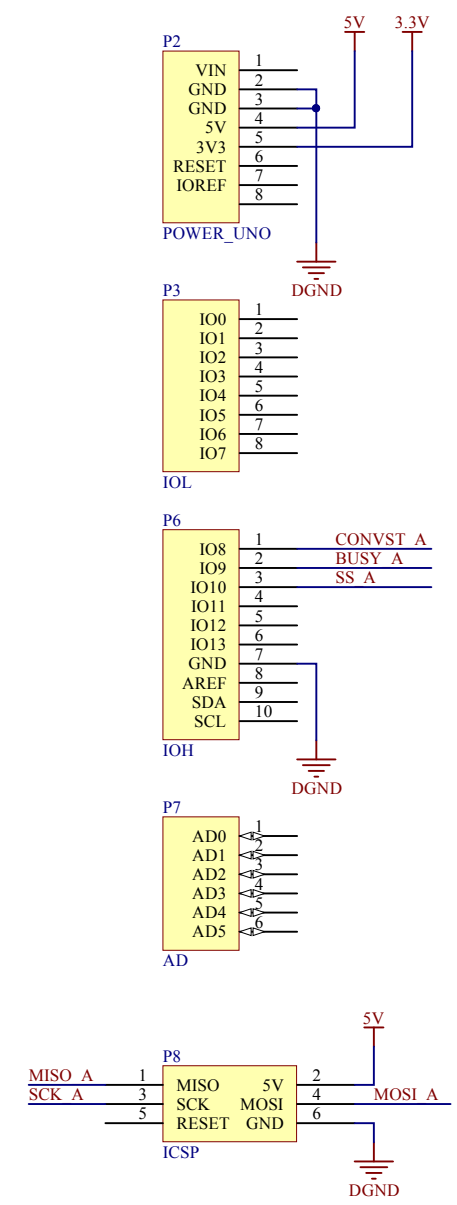 5V 3.3V
P2
VIN 1
GND 2
GND 3
5V 4
3V3 5
RESET 6
IOREF 7
8
POWER_UNO
DGND
P3
IO0 1
IO1 2
IO2 3
IO3 4
IO4 5
IO5 6
IO6 7
IO7 8
IOL
P6
IO8 1 CONVST_A
IO9 2 BUSY_A
IO10 3 SS_A
IO11 4
IO12 5
IO13 6
GND 7
AREF 8
SDA 9
SCL 10
IOH
DGND
P7
AD0 1
AD1 2
AD2 3
AD3 4
AD4 5
AD5 6
AD
5V
P8
MISO_A 1 MISO 5V 2
SCK_A 3 SCK MOSI 4 MOSI_A
5 RESET GND 6
ICSP
DGND